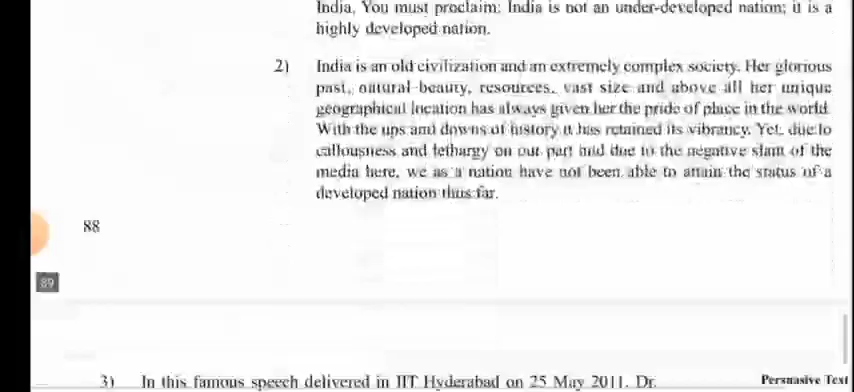 India, You must proclaim: India is not an under-developed nation; it is a
highly developed nation.
2) India is an old civilization and an extremely complex society. Her glorious
past, natural beauty, resources, vast size and above all her unique
geographical location has always given her the pride of place in the world.
With the ups and downs of history it has retained its vibrancy. Yet, due to
callousness and lethargy on our part and due to the negative slant of the
media here, we as a nation have not been able to attain the status of a
developed nation thus far.
88
89
3) In this famous speech delivered in IIT Hyderabad on 25 May 2011, Dr.
Persuasive Text